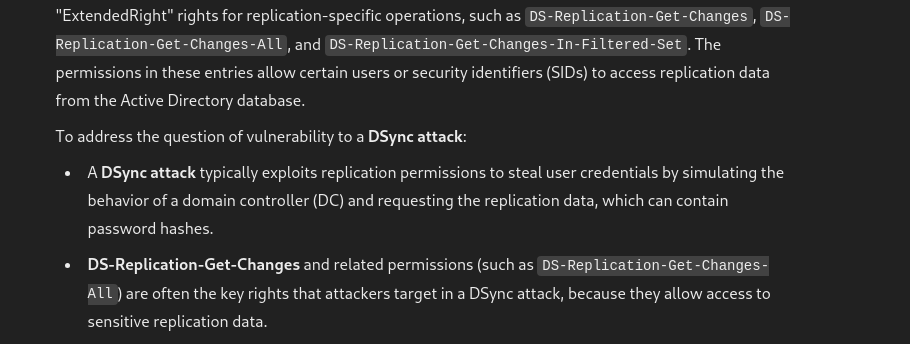 "ExtendedRight" rights for replication-specific operations, such as DS-Replication-Get-Changes, DS-
Replication-Get-Changes-All, and DS-Replication-Get-Changes-In-Filtered-Set. The
permissions in these entries allow certain users or security identifiers (SIDs) to access replication data
from the Active Directory database.
To address the question of vulnerability to a DSync attack:
• A DSync attack typically exploits replication permissions to steal user credentials by simulating the
behavior of a domain controller (DC) and requesting the replication data, which can contain
password hashes.
• DS-Replication-Get-Changes and related permissions (such as DS-Replication-Get-Changes-
All) are often the key rights that attackers target in a DSync attack, because they allow access to
sensitive replication data.